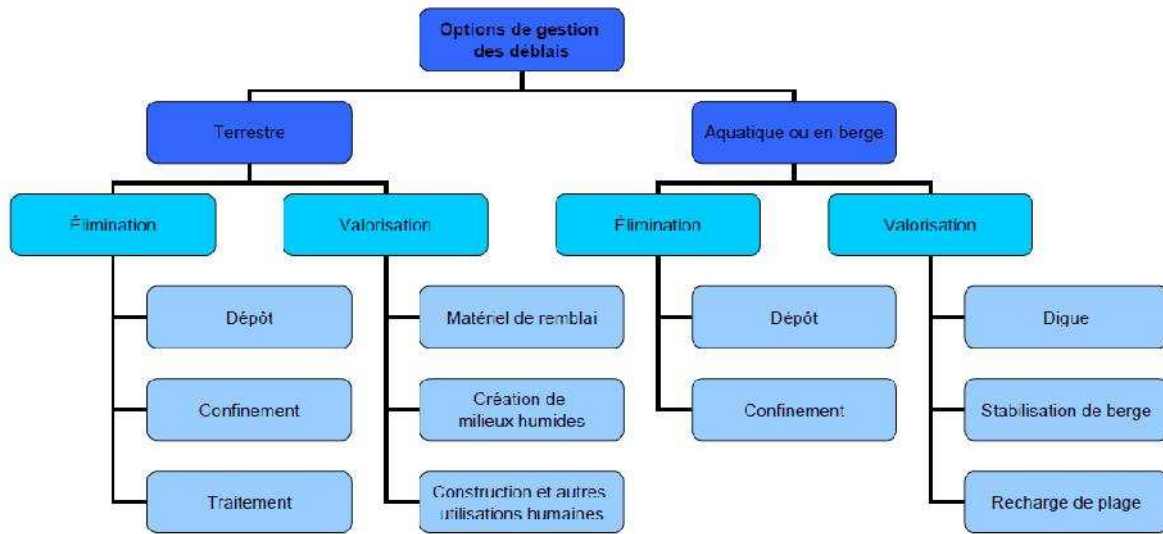 Options de gestion
des déblais
Terrestre
Aquatique ou en berge
Élimination
Valorisation
Élimination
Valorisation
Dépôt
Matériel de remblai
Dépôt
Digue
Confinement
Création de
milieux humides
Confinement
Stabilisation de berge
Traitement
Construction et autres
utilisations humaines
Recharge de plage